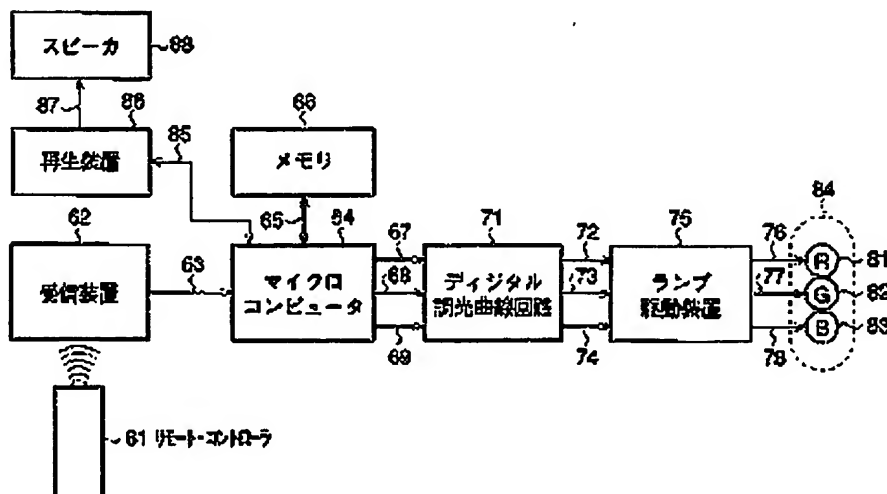 スピーカ
88
87
86
再生装置
85
66
メモリ
65
62
受信装置
63
64
マイクロ
コンピュータ
67
68
69
71
ディジタル
調光曲線回路
72
73
74
75
ランプ
駆動装置
76
77
78
84
R
81
G
82
B
83
61 リモート・コントローラ